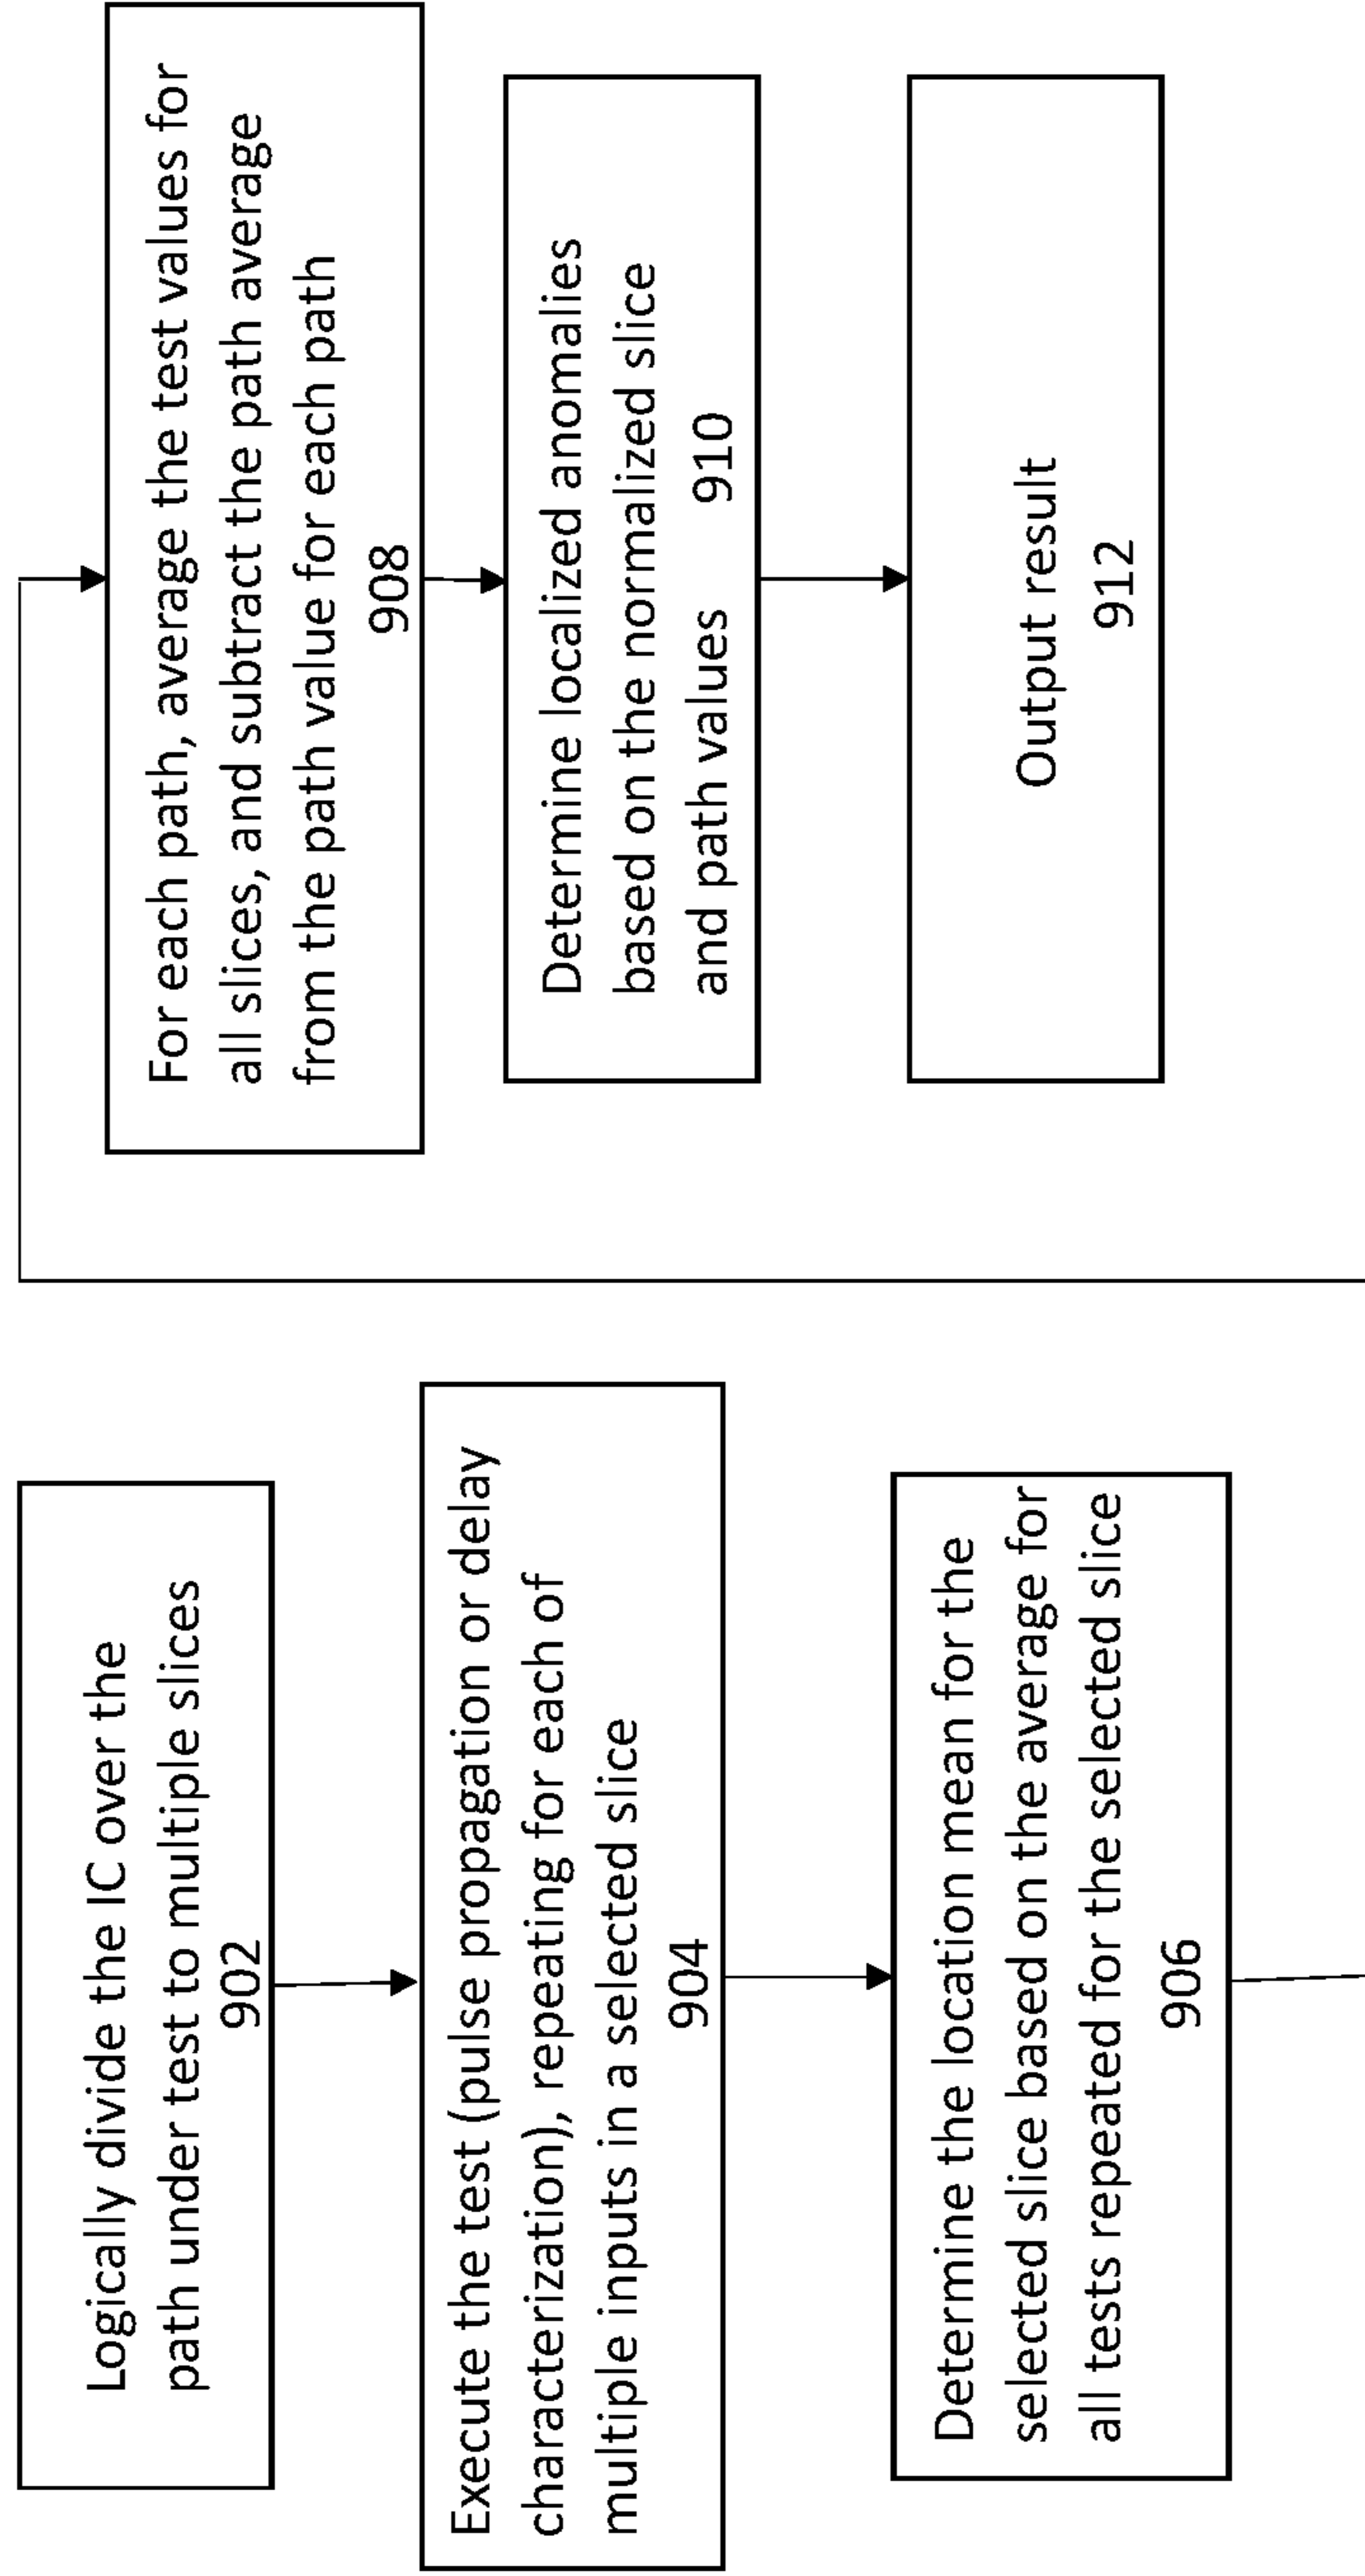 Logically divide the IC over the
path under test to multiple slices
902
Execute the test (pulse propagation or delay
characterization), repeating for each of
multiple inputs in a selected slice
904
Determine the location mean for the
selected slice based on the average for
all tests repeated for the selected slice
906
For each path, average the test values for
all slices, and subtract the path average
from the path value for each path
908
Determine localized anomalies
based on the normalized slice
and path values 910
Output result
912